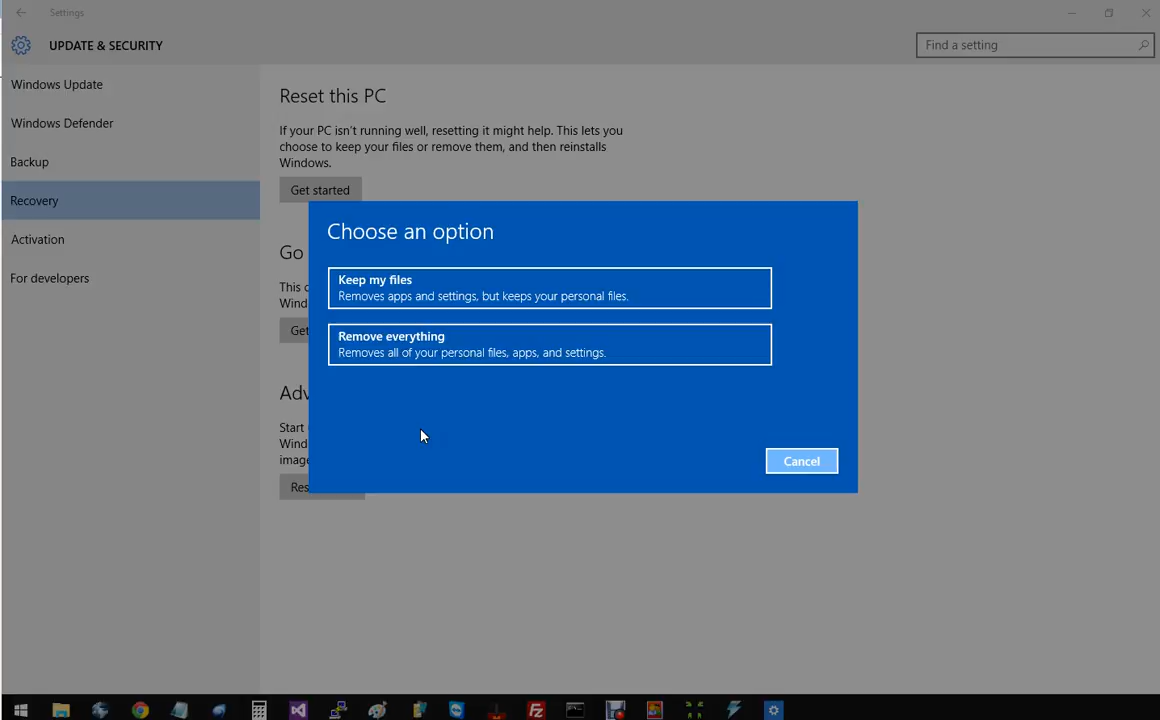 Settings
UPDATE & SECURITY
Find a setting
Windows Update
Windows Defender
Backup
Recovery
Activation
For developers
Reset this PC
If your PC isn't running well, resetting it might help. This lets you
choose to keep your files or remove them, and then reinstalls
Windows.
Get started
Go
This
Wind
Get
Adv
Start
Wind
imag
Res
Choose an option
Keep my files
Removes apps and settings, but keeps your personal files.
Remove everything
Removes all of your personal files, apps, and settings.
Cancel